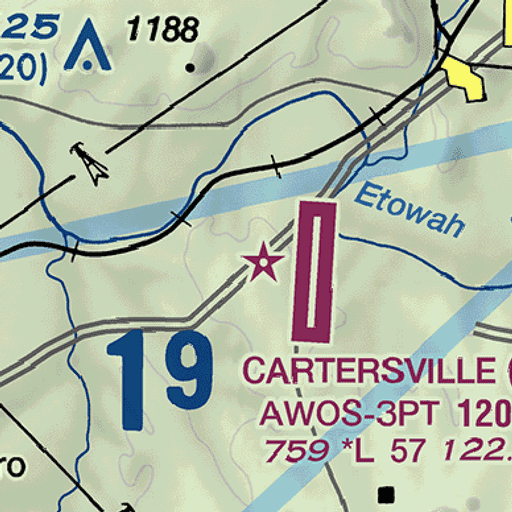 25
1188
20)
Etowah
19
CARTERSVILLE (
AWOS-3PT 120
759 *L 57 122.
ro